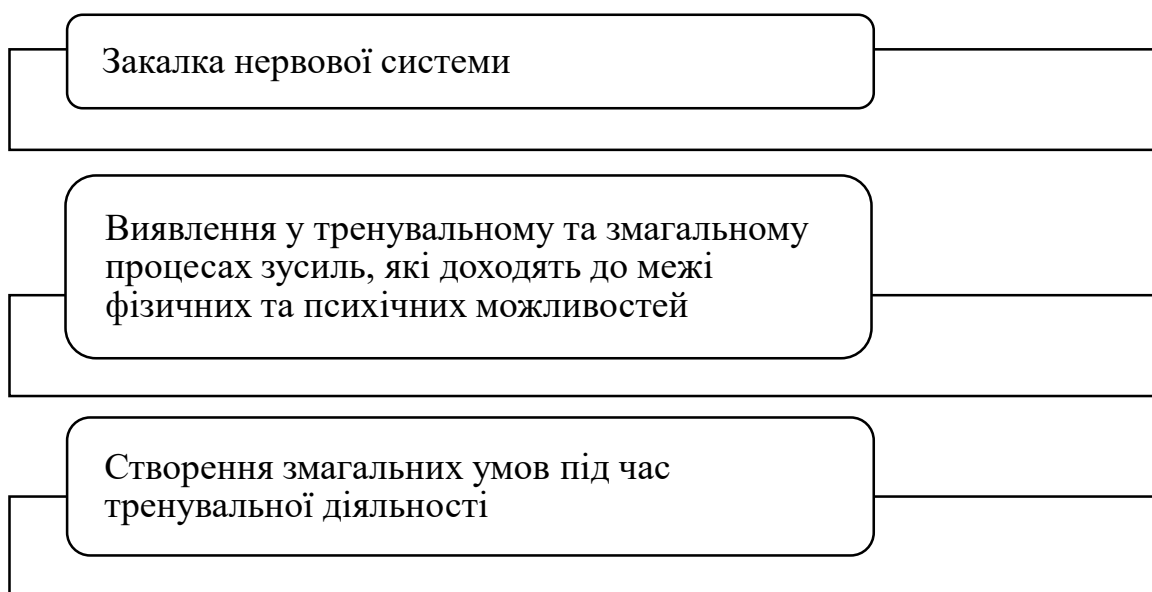 Закалка нервової системи
Виявлення у тренувальному та змагальному
процесах зусиль, які доходять до межі
фізичних та психічних можливостей
Створення змагальних умов під час
тренувальної діяльності